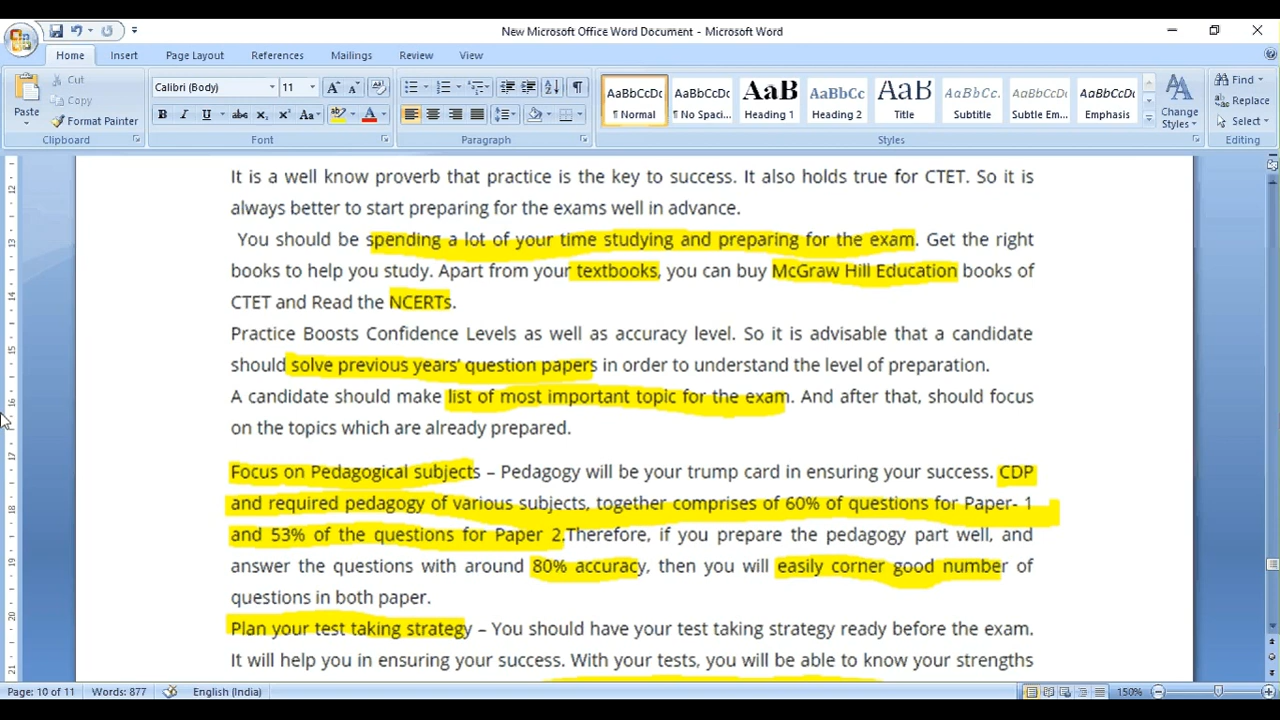 New Microsoft Office Word Document - Microsoft Word
Home Insert Page Layout References Mailings Review View
Cut
Copy
Format Painter
Paste
Clipboard
Calibri (Body) 11
Font
Paragraph
AaBbCcDc AaBbCcDc AaB AaBbCc AaB AaBbCc. AaBbCcDc AaBbCcDc
¶ Normal ¶ No Spaci... Heading 1 Heading 2 Title Subtitle Subtle Em... Emphasis
Change Styles
Styles
Find
Replace
Select
Editing
It is a well know proverb that practice is the key to success. It also holds true for CTET. So it is
always better to start preparing for the exams well in advance.
You should be spending a lot of your time studying and preparing for the exam. Get the right
books to help you study. Apart from your textbooks, you can buy McGraw Hill Education books of
CTET and Read the NCERTs.
Practice Boosts Confidence Levels as well as accuracy level. So it is advisable that a candidate
should solve previous years' question papers in order to understand the level of preparation.
A candidate should make list of most important topic for the exam. And after that, should focus
on the topics which are already prepared.
Focus on Pedagogical subjects – Pedagogy will be your trump card in ensuring your success. CDP
and required pedagogy of various subjects, together comprises of 60% of questions for Paper- 1
and 53% of the questions for Paper 2.Therefore, if you prepare the pedagogy part well, and
answer the questions with around 80% accuracy, then you will easily corner good number of
questions in both paper.
Plan your test taking strategy – You should have your test taking strategy ready before the exam.
It will help you in ensuring your success. With your tests, you will be able to know your strengths
Page: 10 of 11 Words: 877 English (India) 150%
12
13
14
15
16
17
18
19
20
21